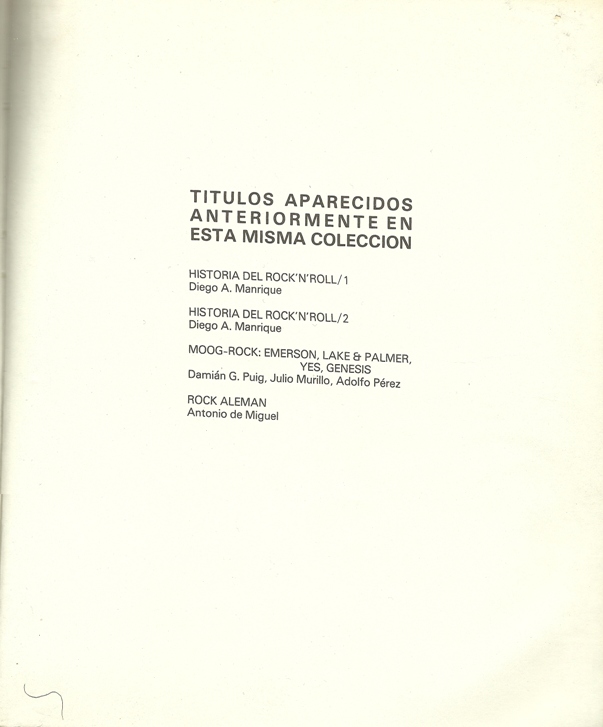 TITULOS APARECIDOS
ANTERIORMENTE EN
ESTA MISMA COLECCION
HISTORIA DEL ROCK'N'ROLL/1
Diego A. Manrique
HISTORIA DEL ROCK'N'ROLL/2
Diego A. Manrique
MOOG-ROCK: EMERSON, LAKE & PALMER,
YES, GENESIS
Damián G. Puig, Julio Murillo, Adolfo Pérez
ROCK ALEMAN
Antonio de Miguel